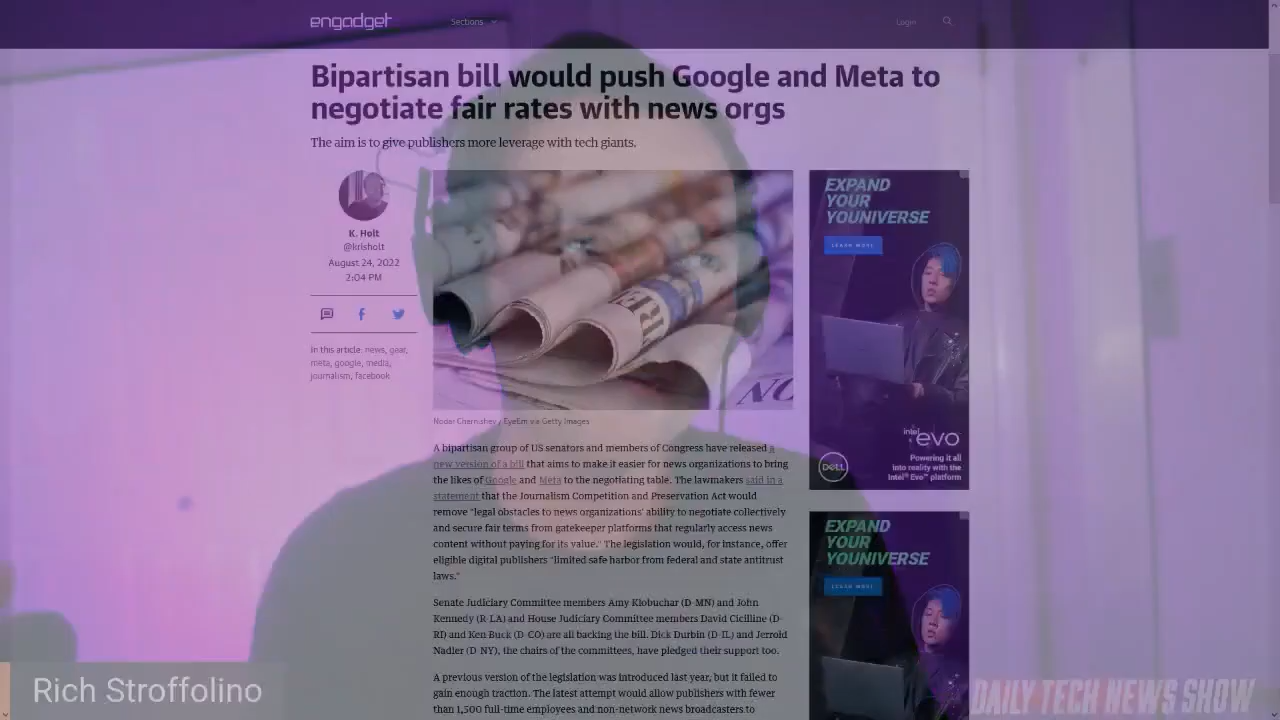 engadget
Sections
Login
Bipartisan bill would push Google and Meta to
negotiate fair rates with news orgs
The aim is to give publishers more leverage with tech giants.
K. Holt
@krisholt
August 24, 2022
2:04 PM
In this article: news, gear,
meta, google, media,
journalism, facebook
NO
Nodar Chernishev / EyeEm via Getty Images
A bipartisan group of US senators and members of Congress have released a
new version of a bill that aims to make it easier for news organizations to bring
the likes of Google and Meta to the negotiating table. The lawmakers said in a
statement that the Journalism Competition and Preservation Act would
remove "legal obstacles to news organizations' ability to negotiate collectively
and secure fair terms from gatekeeper platforms that regularly access news
content without paying for its value." The legislation would, for instance, offer
eligible digital publishers "limited safe harbor from federal and state antitrust
laws."
Senate Judiciary Committee members Amy Klobuchar (D-MN) and John
Kennedy (R-LA) and House Judiciary Committee members David Cicilline (D-
RI) and Ken Buck (D-CO) are all backing the bill. Dick Durbin (D-IL) and Jerrold
Nadler (D-NY), the chairs of the committees, have pledged their support too.
A previous version of the legislation was introduced last year, but it failed to
gain enough traction. The latest attempt would allow publishers with fewer
than 1,500 full-time employees and non-network news broadcasters to
EXPAND
YOUR
YOUNIVERSE
LEARN MORE
intel
evo
DELL
Powering it all
into reality with the
Intel® Evo™ platform
EXPAND
YOUR
YOUNIVERSE
LEARN MORE
Rich Stroffolino
DAILY TECH NEWS SHOW